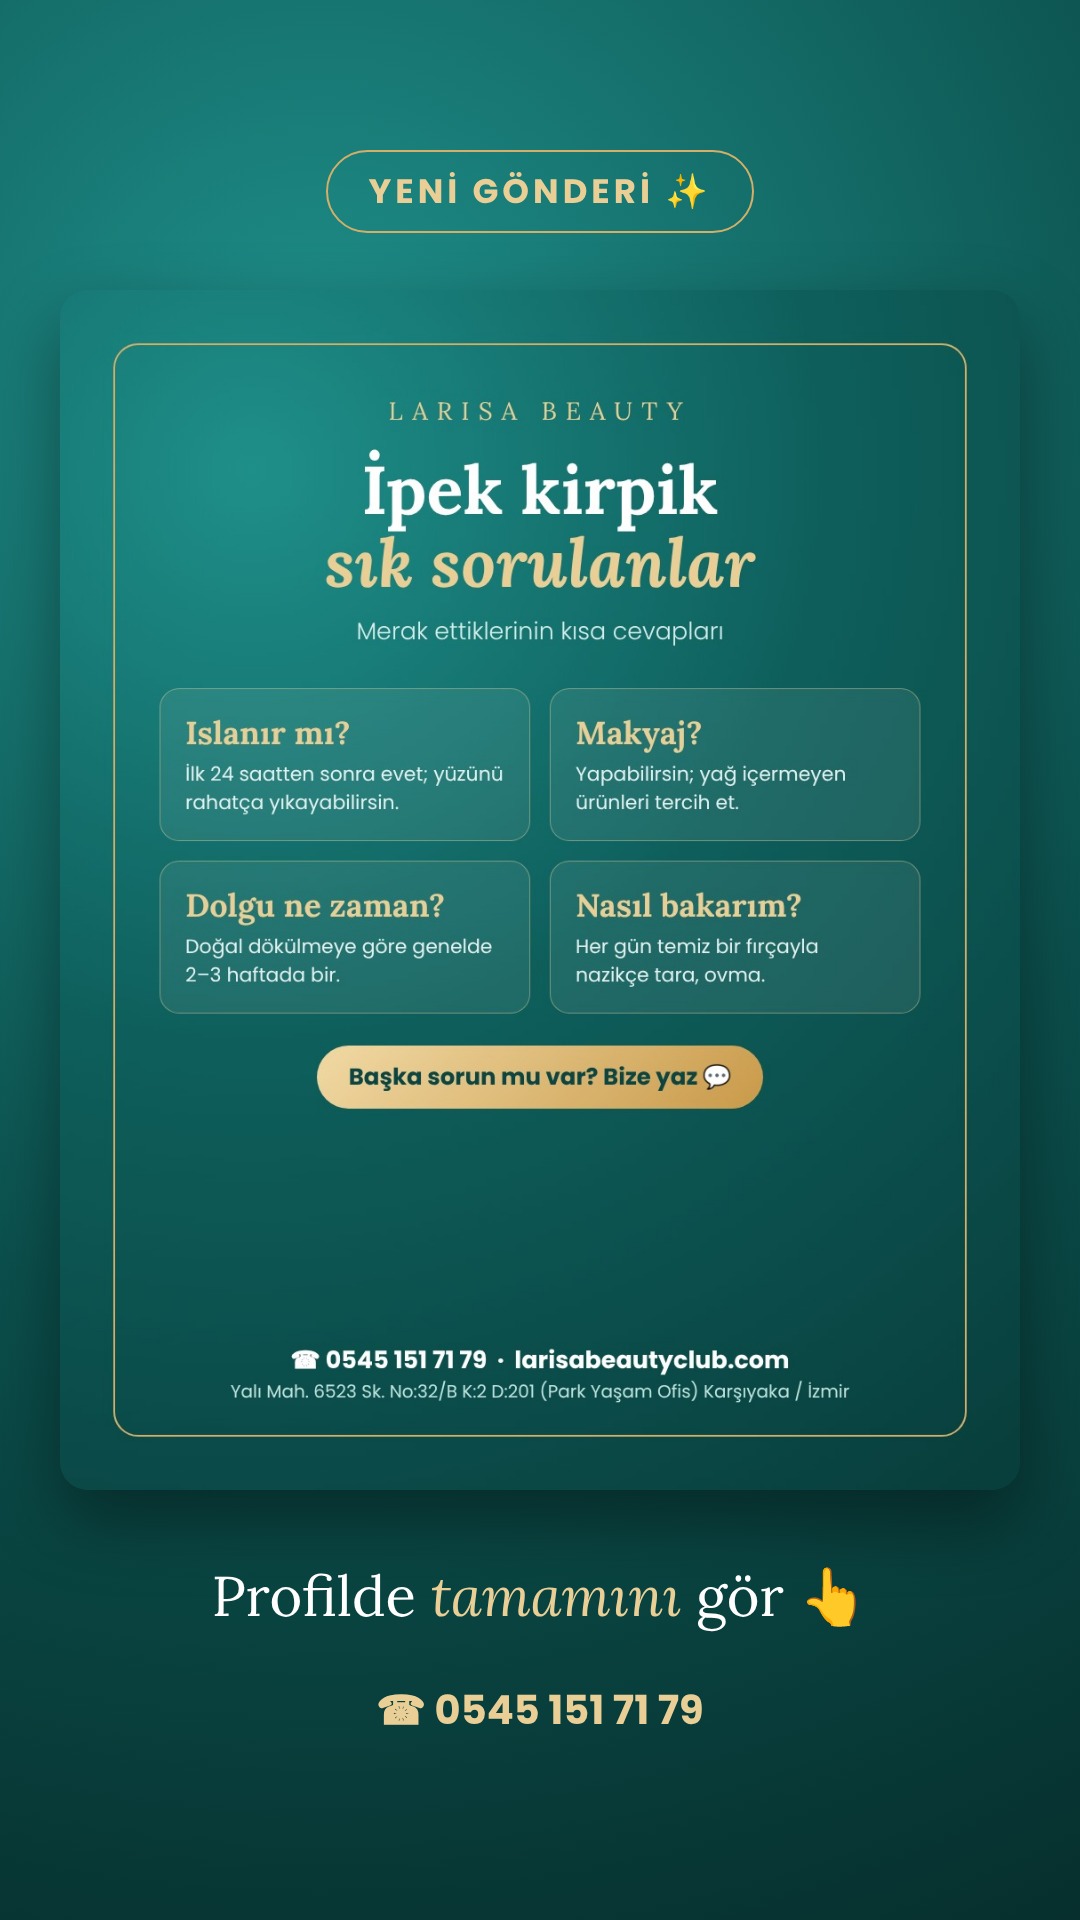 YENİ GÖNDERİ ✨
LARISA BEAUTY
İpek kirpik
sık sorulanlar
Merak ettiklerinin kısa cevapları
Islanır mı?
İlk 24 saatten sonra evet; yüzünü
rahatça yıkayabilirsin.
Makyaj?
Yapabilirsin; yağ içermeyen
ürünleri tercih et.
Dolgu ne zaman?
Doğal dökülmeye göre genelde
2–3 haftada bir.
Nasıl bakarım?
Her gün temiz bir fırçayla
nazikçe tara, ovma.
Başka sorun mu var? Bize yaz 💬
☎ 0545 151 71 79 · larisabeautyclub.com
Yalı Mah. 6523 Sk. No:32/B K:2 D:201 (Park Yaşam Ofis) Karşıyaka / İzmir
Profilde tamamını gör 👆
☎ 0545 151 71 79